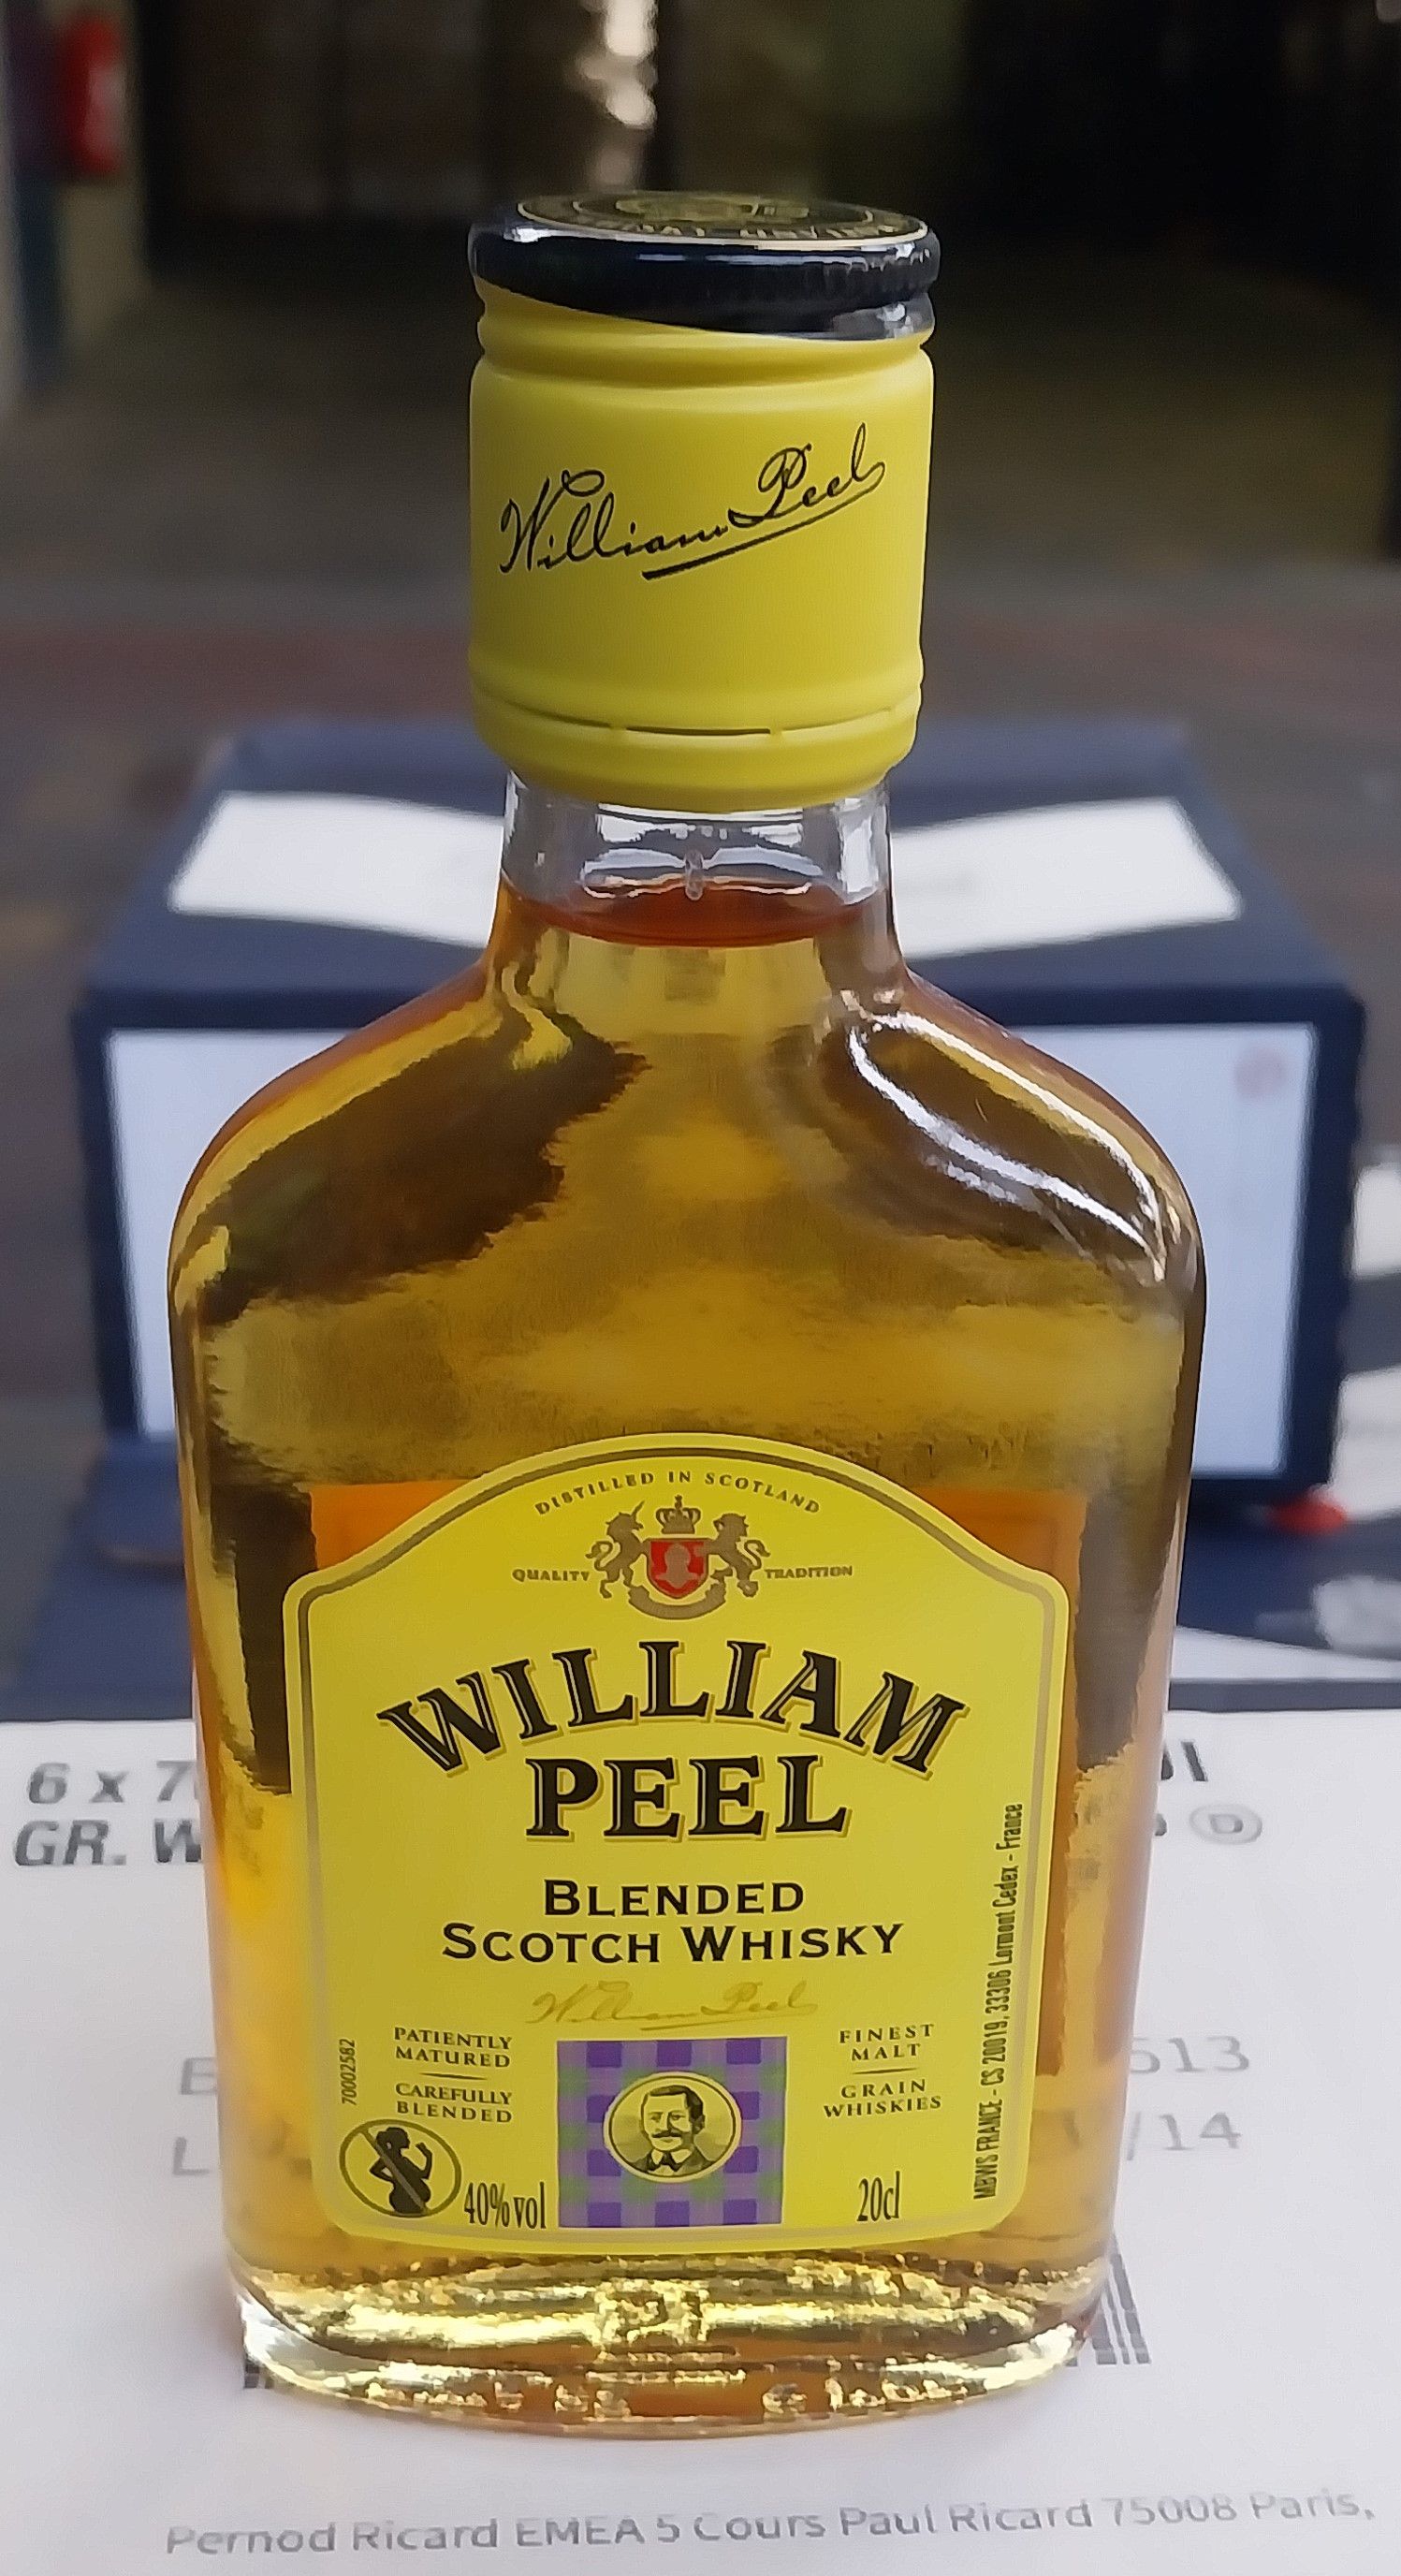 William Peel
DISTILLED IN SCOTLAND
QUALITY TRADITION
WILLIAM
PEEL
BLENDED
SCOTCH WHISKY
William Peel
PATIENTLY
MATURED
CAREFULLY
BLENDED
FINEST
MALT
GRAIN
WHISKIES
70002582
40%vol
20cl
MBWS FRANCE - CS 20019, 33306 Lormont Cedex - France
6 x 7
GR. W
513
/14
Pernod Ricard EMEA 5 Cours Paul Ricard 75008 Paris,